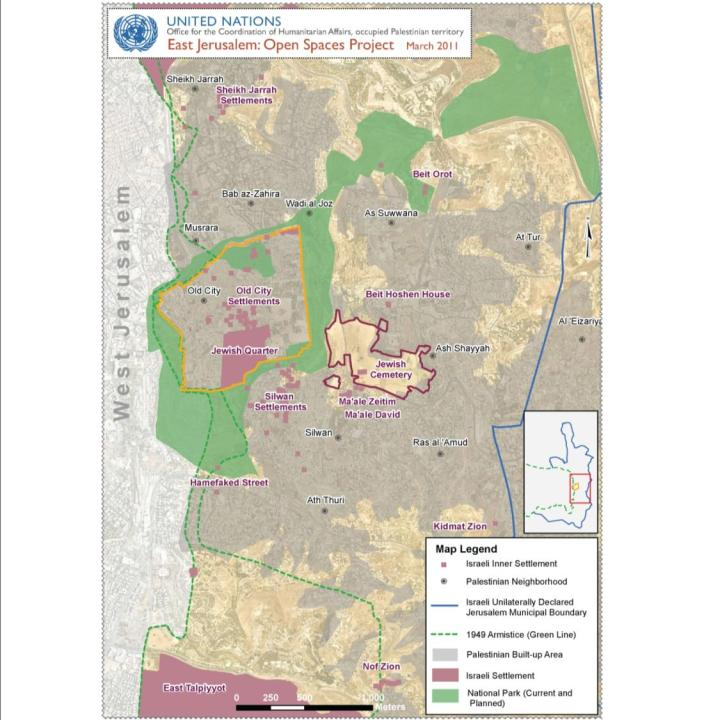 UNITED NATIONS
Office for the Coordination of Humanitarian Affairs, occupied Palestinian territory
East Jerusalem: Open Spaces Project March 2011
Sheikh Jarrah
Sheikh Jarrah
Settlements
Beit Orot
Bab az-Zahira
Wadi al Joz
As Suwwana
Musrara
At Tur
West Jerusalem
Old City
Old City
Settlements
Beit Hoshen House
Al 'Eizariya
Jewish Quarter
Ash Shayyah
Jewish
Cemetery
Silwan
Settlements
Ma'ale Zeitim
Ma'ale David
Silwan
Ras al-'Amud
Hamefaked Street
Ath Thuri
Kidmat Zion
Map Legend
Israeli Inner Settlement
Palestinian Neighborhood
Israeli Unilaterally Declared
Jerusalem Municipal Boundary
1949 Armistice (Green Line)
Palestinian Built-up Area
Israeli Settlement
National Park (Current and
Planned)
Nof Zion
East Talpiyyot
0 250 500 1,000
Meters